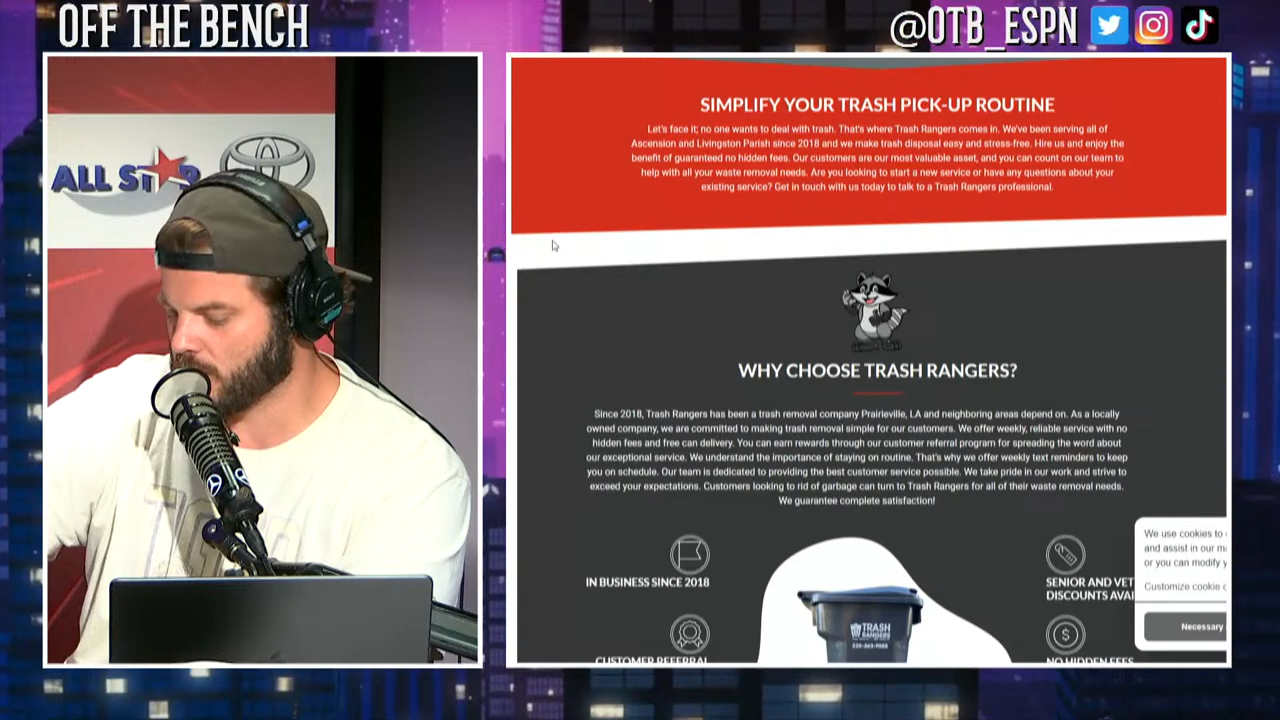 OFF THE BENCH
@OTB_ESPN
ALL ST
SONY
SIMPLIFY YOUR TRASH PICK-UP ROUTINE
Let's face it; no one wants to deal with trash. That's where Trash Rangers comes in. We've been serving all of
Ascension and Livingston Parish since 2018 and we make trash disposal easy and stress-free. Hire us and enjoy the
benefit of guaranteed no hidden fees. Our customers are our most valuable asset, and you can count on our team to
help with all your waste removal needs. Are you looking to start a new service or have any questions about your
existing service? Get in touch with us today to talk to a Trash Rangers professional.
WHY CHOOSE TRASH RANGERS?
Since 2018, Trash Rangers has been a trash removal company Prairieville, LA and neighboring areas depend on. As a locally
owned company, we are committed to making trash removal simple for our customers. We offer weekly, reliable service with no
hidden fees and free can delivery. You can earn rewards through our customer referral program for spreading the word about
our exceptional service. We understand the importance of staying on routine. That's why we offer weekly text reminders to keep
you on schedule. Our team is dedicated to providing the best customer service possible. We take pride in our work and strive to
exceed your expectations. Customers looking to rid of garbage can turn to Trash Rangers for all of their waste removal needs.
We guarantee complete satisfaction!
IN BUSINESS SINCE 2018
SENIOR AND VET
DISCOUNTS AVAI
CUSTOMER REFERRAL
NO HIDDEN FEES
TRASH
RANGERS
We use cookies to
and assist in our m
or you can modify y
Customize cookie
Necessary